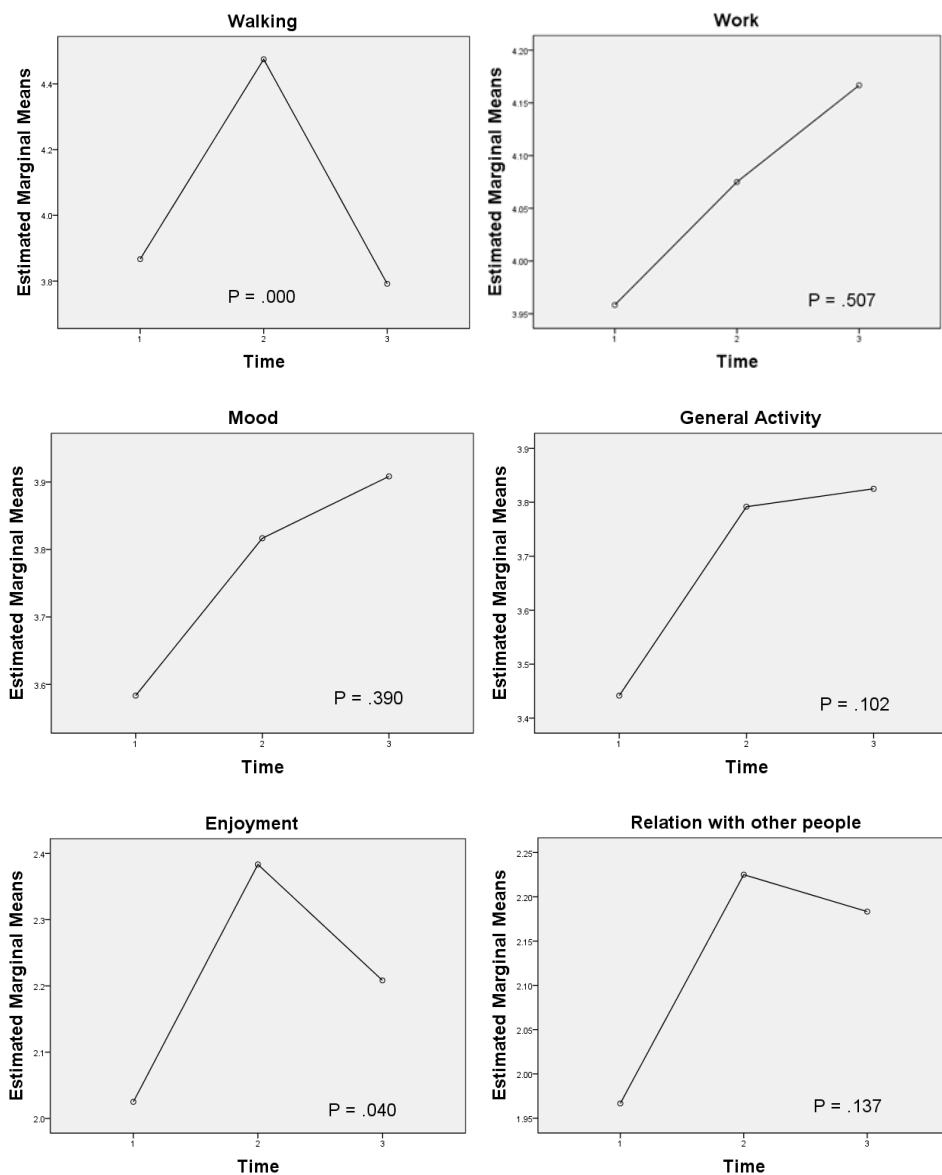 Walking
Estimated Marginal Means
4.4
4.2
4.0
3.8
P = .000
1 2 3
Time
Work
Estimated Marginal Means
4.20
4.15
4.10
4.05
4.00
3.95
P = .507
1 2 3
Time
Mood
Estimated Marginal Means
3.9
3.8
3.7
3.6
P = .390
1 2 3
Time
General Activity
Estimated Marginal Means
3.9
3.8
3.7
3.6
3.5
3.4
P = .102
1 2 3
Time
Enjoyment
Estimated Marginal Means
2.4
2.3
2.2
2.1
2.0
P = .040
1 2 3
Time
Relation with other people
Estimated Marginal Means
2.25
2.20
2.15
2.10
2.05
2.00
1.95
P = .137
1 2 3
Time